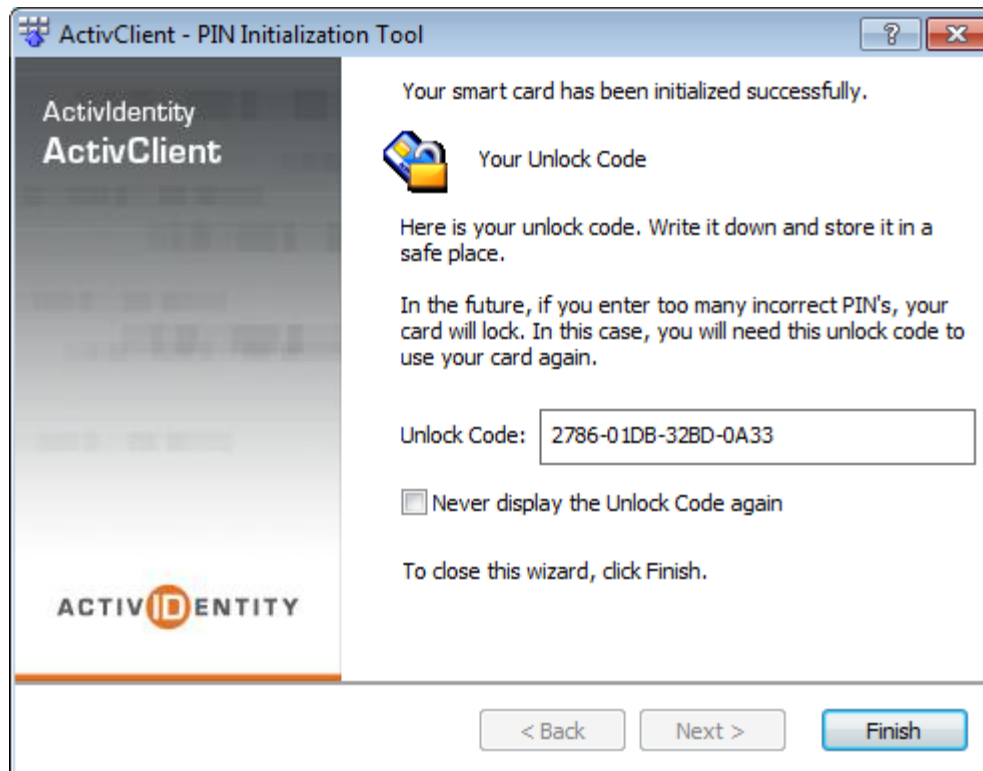 ActivClient - PIN Initialization Tool
?
ActivIdentity
ActivClient
Your smart card has been initialized successfully.
Your Unlock Code
Here is your unlock code. Write it down and store it in a
safe place.
In the future, if you enter too many incorrect PIN's, your
card will lock. In this case, you will need this unlock code to
use your card again.
Unlock Code: 2786-01DB-32BD-0A33
Never display the Unlock Code again
To close this wizard, click Finish.
ACTIVIDENTITY
< Back Next > Finish